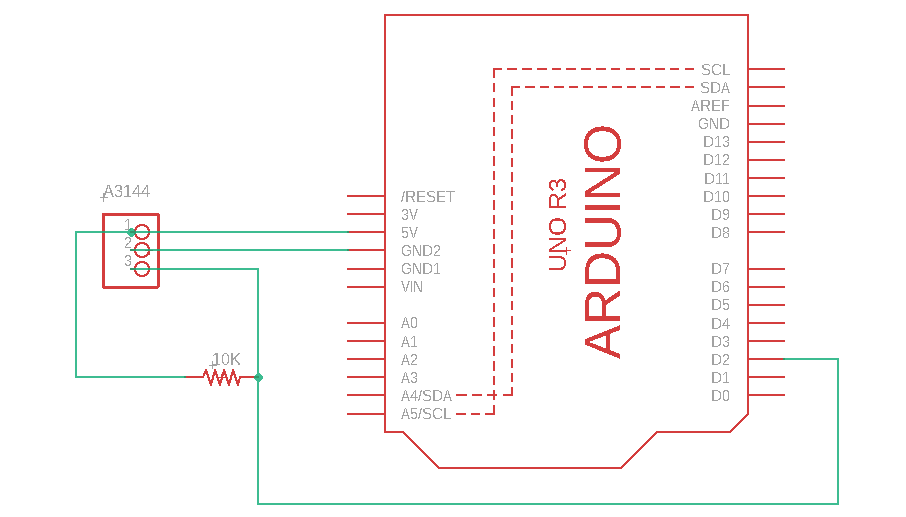 A3144
1
2
3
10K
/RESET
3V
5V
GND2
GND1
VIN
A0
A1
A2
A3
A4/SDA
A5/SCL
UNO R3
ARDUINO
SCL
SDA
AREF
GND
D13
D12
D11
D10
D9
D8
D7
D6
D5
D4
D3
D2
D1
D0